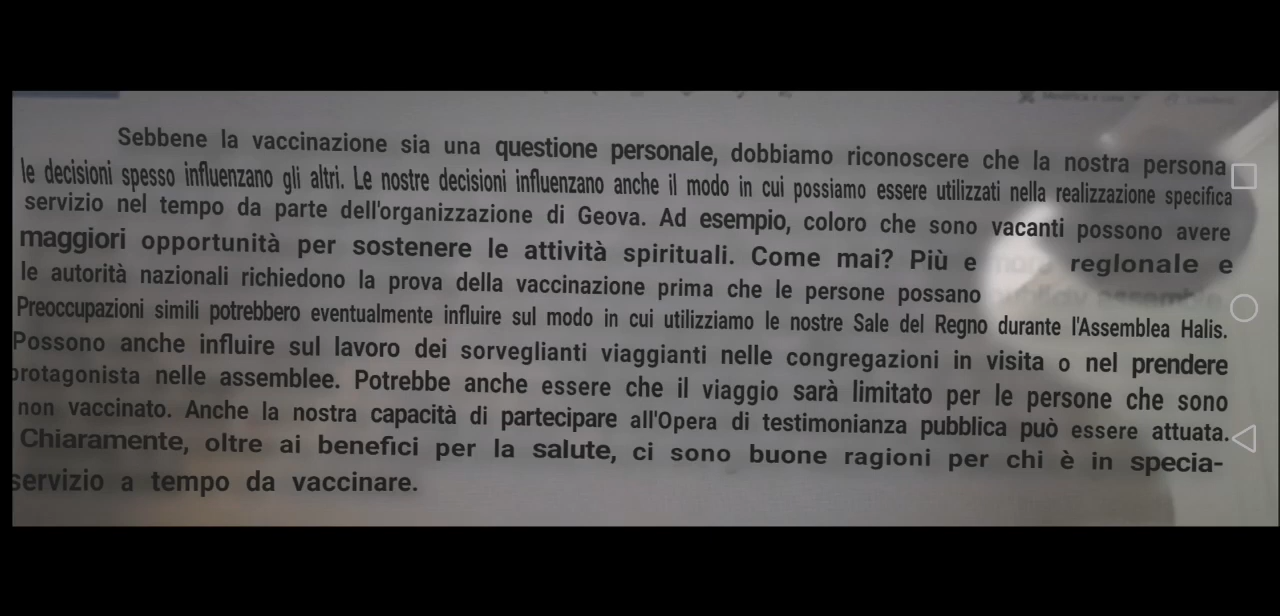 Sebbene la vaccinazione sia una questione personale, dobbiamo riconoscere che la nostra persona
le decisioni spesso influenzano gli altri. Le nostre decisioni influenzano anche il modo in cui possiamo essere utilizzati nella realizzazione specifica
servizio nel tempo da parte dell'organizzazione di Geova. Ad esempio, coloro che sono vacanti possono avere
maggiori opportunità per sostenere le attività spirituali. Come mai? Più e reglonale e
le autorità nazionali richiedono la prova della vaccinazione prima che le persone possano
Preoccupazioni simili potrebbero eventualmente influire sul modo in cui utilizziamo le nostre Sale del Regno durante l'Assemblea Halis.
Possono anche influire sul lavoro dei sorveglianti viaggianti nelle congregazioni in visita o nel prendere
protagonista nelle assemblee. Potrebbe anche essere che il viaggio sarà limitato per le persone che sono
non vaccinato. Anche la nostra capacità di partecipare all'Opera di testimonianza pubblica può essere attuata.
Chiaramente, oltre ai benefici per la salute, ci sono buone ragioni per chi è in specia-
servizio a tempo da vaccinare.